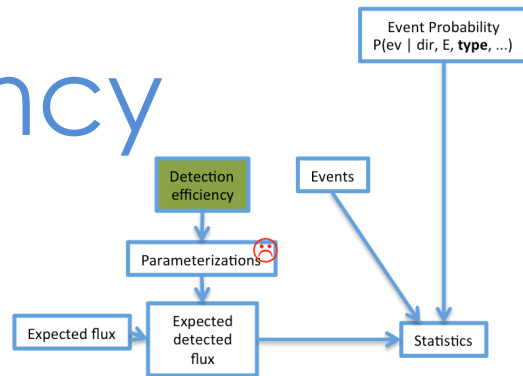 Event Probability
P(ev | dir, E, type, ...)
ncy
Detection
efficiency
Events
Parameterizations
Expected flux
Expected
detected
flux
Statistics